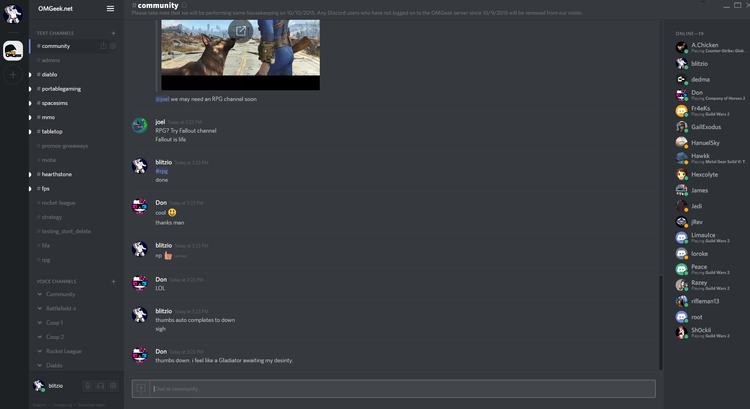 OMGeek.net
TEXT CHANNELS
# community
# admins
# diablo
# portablegaming
# spacesims
# mmo
# tabletop
# promos-giveaways
# moba
# hearthstone
# fps
# rocket league
# strategy
# testing_dont_delete
# fife
# rpg
VOICE CHANNELS
Community
Battlefield 4
Coop 1
Coop 2
Rocket League
Diablo
blitzio
#community
Please take note that we will be performing some housekeeping on 10/10/2015. Any Discord users who have not logged on to the OMGeek server since 10/9/2015 will be removed from our roster.
@joel we may need an RPG channel soon
joel Today at 3:23 PM
RPG? Try Fallout channel
Fallout is life
blitzio Today at 3:23 PM
#rpg
done
Don Today at 3:23 PM
cool
thanks man
blitzio Today at 3:23 PM
np
Don Today at 3:23 PM
LOL
blitzio Today at 3:23 PM
thumbs auto completes to down
sigh
Don Today at 3:23 PM
thumbs down. i feel like a Gladiator awaiting my desinty.
Chat in community...
ONLINE—19
A.Chicken
Playing Counter-Strike: Glob
blitzio
dedma
Don
Playing Company of Heroes 2
Fr4eKs
Playing Guild Wars 2
GailExodus
HanuelSky
Hawkk
Playing Metal Gear Solid V: T
Hexcolyte
James
Jedi
jRev
Limaulce
Playing Guild Wars 2
loroke
Peace
Playing Guild Wars 2
Razey
Playing Guild Wars 2
rifleman13
root
Sh0ckii
Playing Guild Wars 2